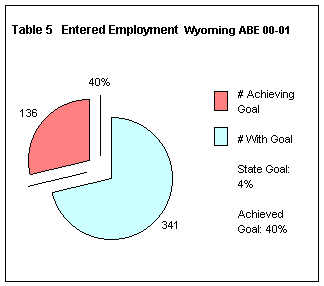 Table 5 Entered Employment Wyoming ABE 00-01
40%
136
341
# Achieving
Goal
# With Goal
State Goal:
4%
Achieved
Goal: 40%